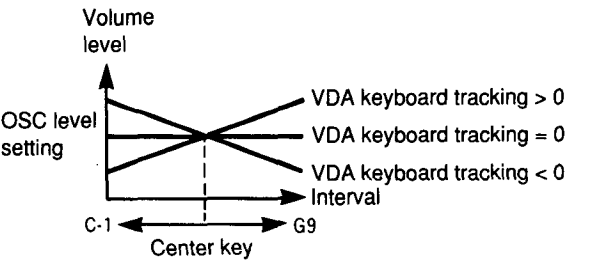 Volume
level
VDA keyboard tracking > 0
OSC level
setting
VDA keyboard tracking = 0
VDA keyboard tracking < 0
Interval
C-1
G9
Center key